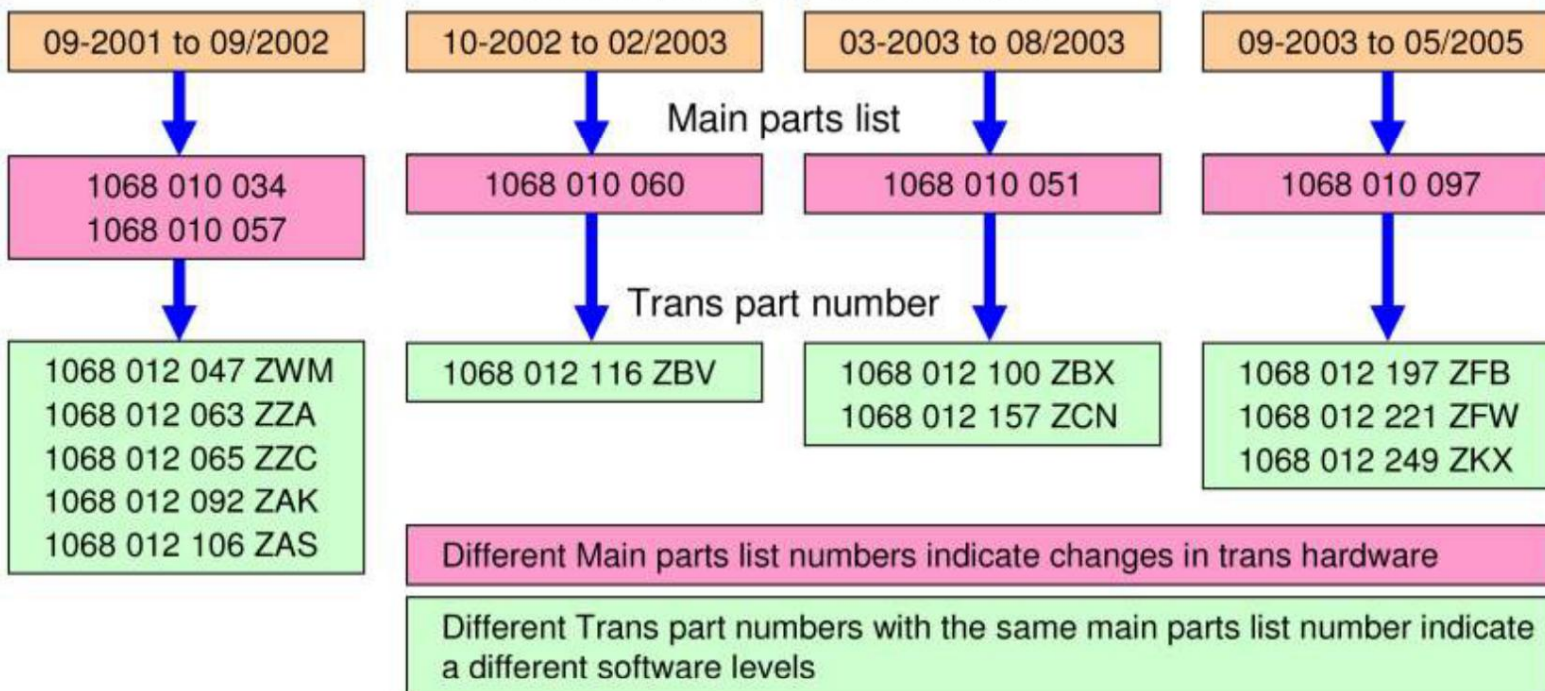 09-2001 to 09/2002
10-2002 to 02/2003
03-2003 to 08/2003
09-2003 to 05/2005
Main parts list
1068 010 034
1068 010 057
1068 010 060
1068 010 051
1068 010 097
Trans part number
1068 012 047 ZWM
1068 012 063 ZZA
1068 012 065 ZZC
1068 012 092 ZAK
1068 012 106 ZAS
1068 012 116 ZBV
1068 012 100 ZBX
1068 012 157 ZCN
1068 012 197 ZFB
1068 012 221 ZFW
1068 012 249 ZKX
Different Main parts list numbers indicate changes in trans hardware
Different Trans part numbers with the same main parts list number indicate
a different software levels